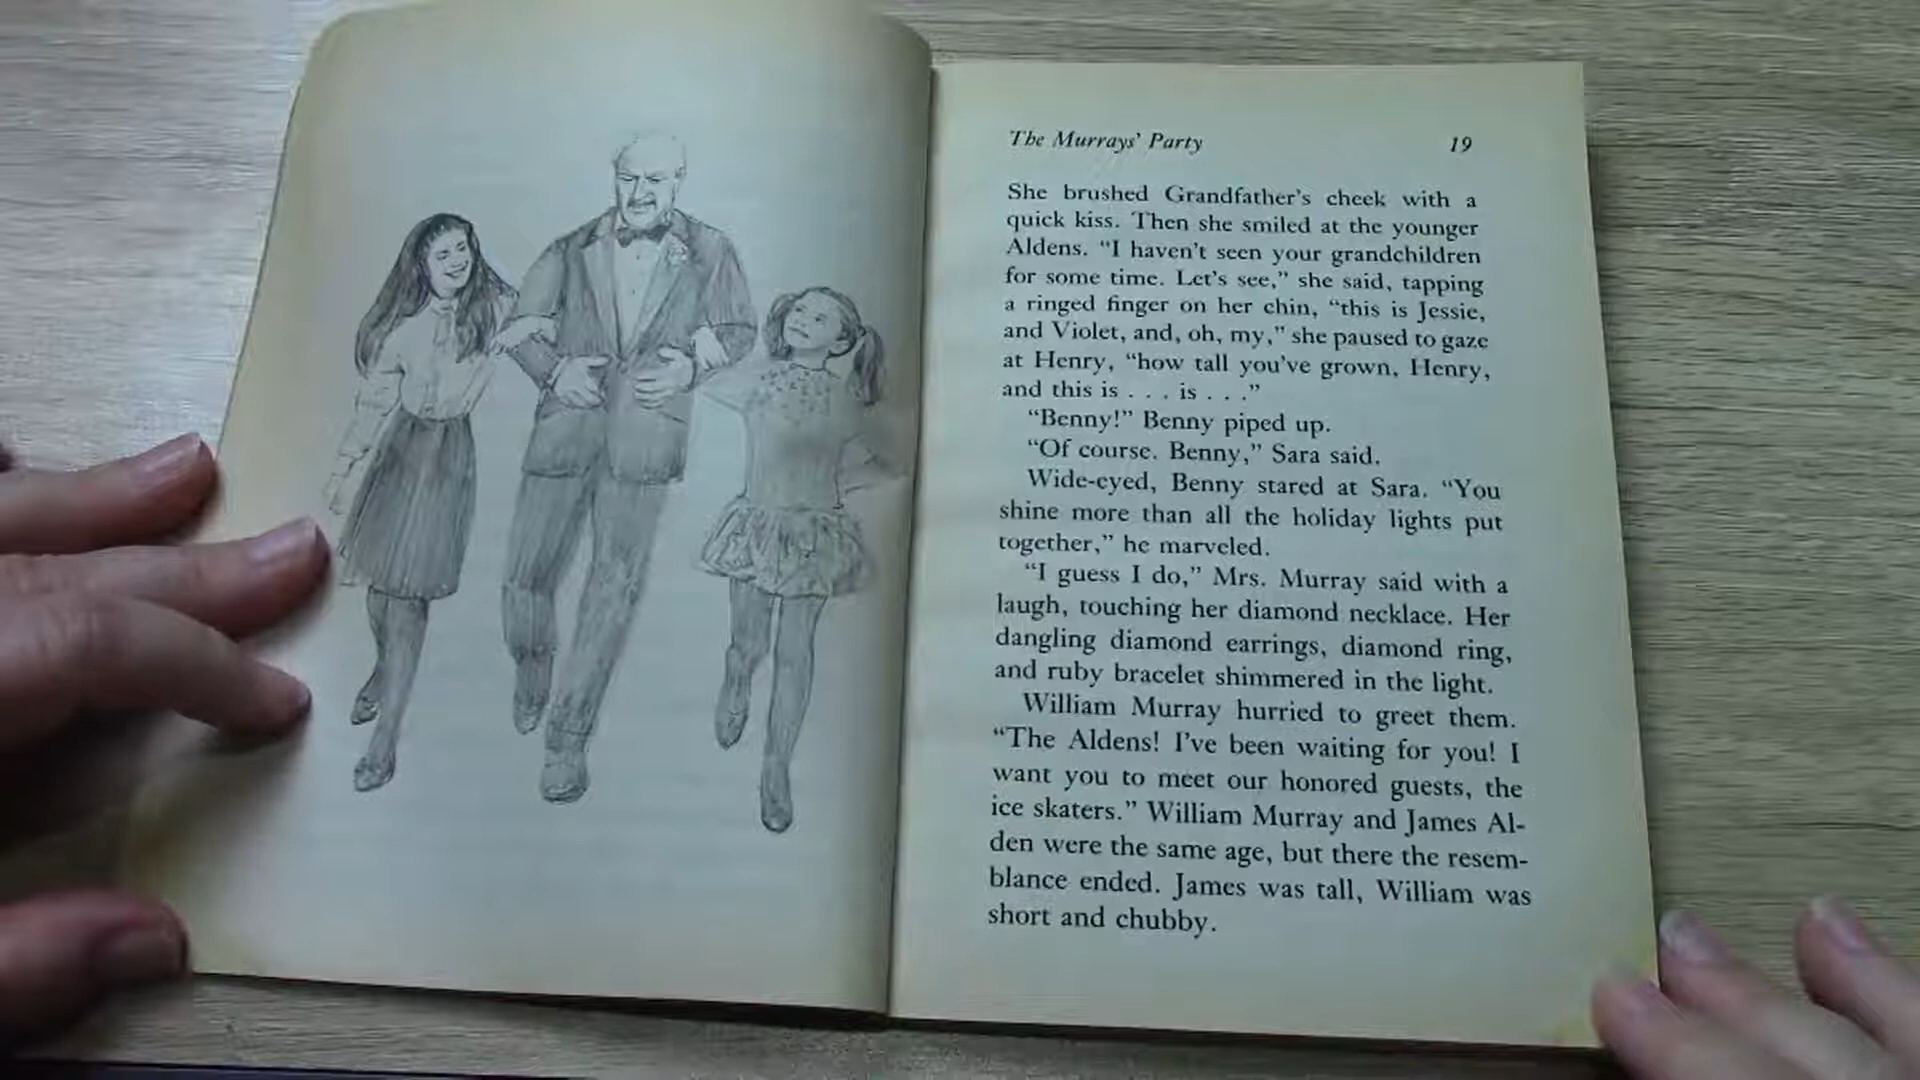 The Murrays' Party 19
She brushed Grandfather's cheek with a
quick kiss. Then she smiled at the younger
Aldens. “I haven't seen your grandchildren
for some time. Let's see,” she said, tapping
a ringed finger on her chin, “this is Jessie,
and Violet, and, oh, my,” she paused to gaze
at Henry, “how tall you've grown, Henry,
and this is . . . is . . .”
“Benny!” Benny piped up.
“Of course. Benny,” Sara said.
Wide-eyed, Benny stared at Sara. “You
shine more than all the holiday lights put
together,” he marveled.
“I guess I do,” Mrs. Murray said with a
laugh, touching her diamond necklace. Her
dangling diamond earrings, diamond ring,
and ruby bracelet shimmered in the light.
William Murray hurried to greet them.
“The Aldens! I've been waiting for you! I
want you to meet our honored guests, the
ice skaters.” William Murray and James Al-
den were the same age, but there the resem-
blance ended. James was tall, William was
short and chubby.